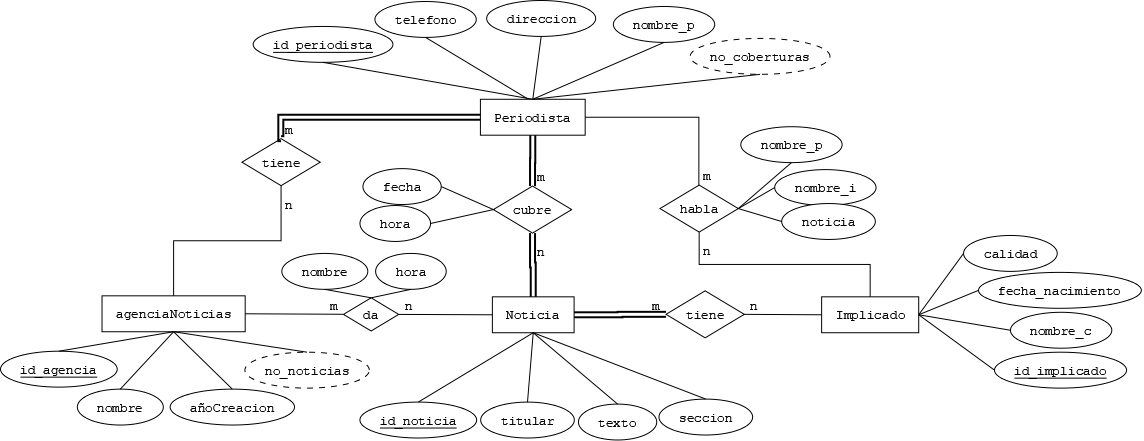 telefono
direccion
nombre_p
id_periodista
no_coberturas
Periodista
m
tiene
n
m
nombre_p
fecha
cubre
m
nombre_i
hora
habla
noticia
n
n
calidad
nombre
hora
fecha_nacimiento
agenciaNoticias
m
da
n
Noticia
m
tiene
n
Implicado
nombre_c
id_agencia
no_noticias
id_implicado
nombre
añoCreacion
id_noticia
titular
texto
seccion